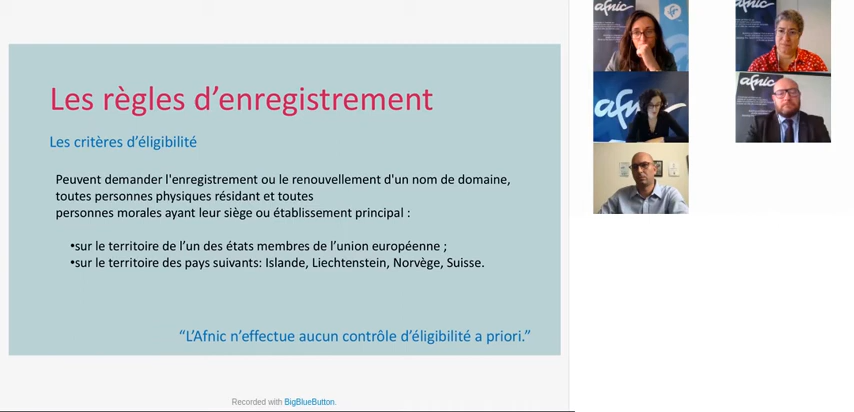 Les règles d’enregistrement
Les critères d’éligibilité
Peuvent demander l'enregistrement ou le renouvellement d'un nom de domaine,
toutes personnes physiques résidant et toutes
personnes morales ayant leur siège ou établissement principal :
•sur le territoire de l’un des états membres de l’union européenne ;
•sur le territoire des pays suivants: Islande, Liechtenstein, Norvège, Suisse.
“L’Afnic n’effectue aucun contrôle d’éligibilité a priori.”
Recorded with BigBlueButton.
afnic
afnic
afnic
afnic